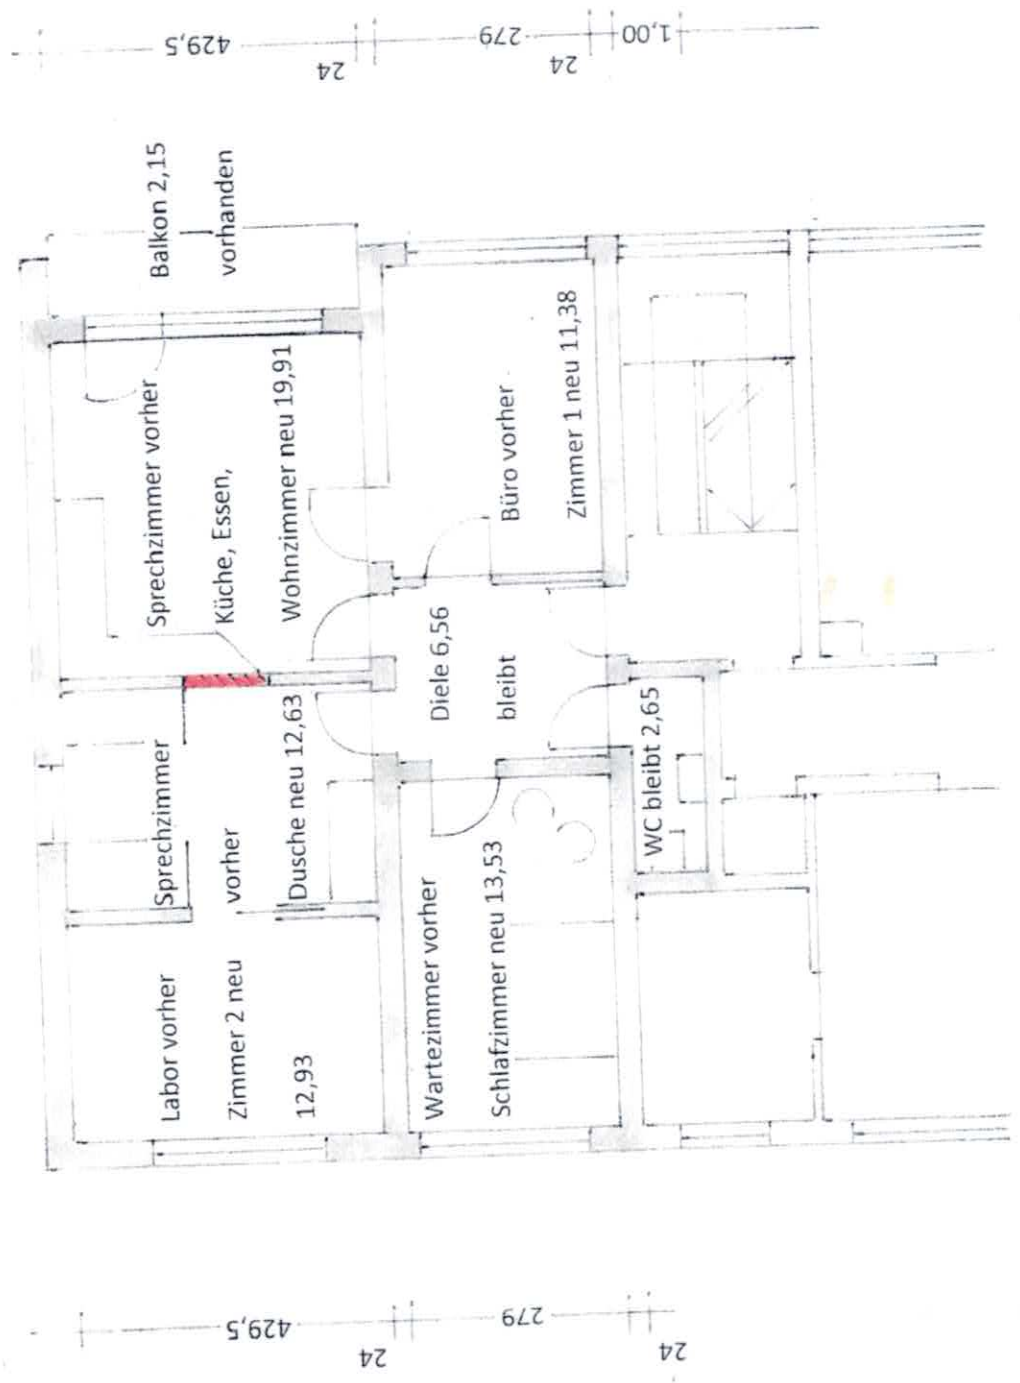 429,5
24
279
24
1,00
Balkon 2,15
vorhanden
Sprechzimmer vorher
Küche, Essen,
Wohnzimmer neu 19,91
Büro vorher
Zimmer 1 neu 11,38
Diele 6,56
bleibt
Sprechzimmer
vorher
Dusche neu 12,63
WC bleibt 2,65
Labor vorher
Zimmer 2 neu
12,93
Wartezimmer vorher
Schlafzimmer neu 13,53
429,5
24
279
24